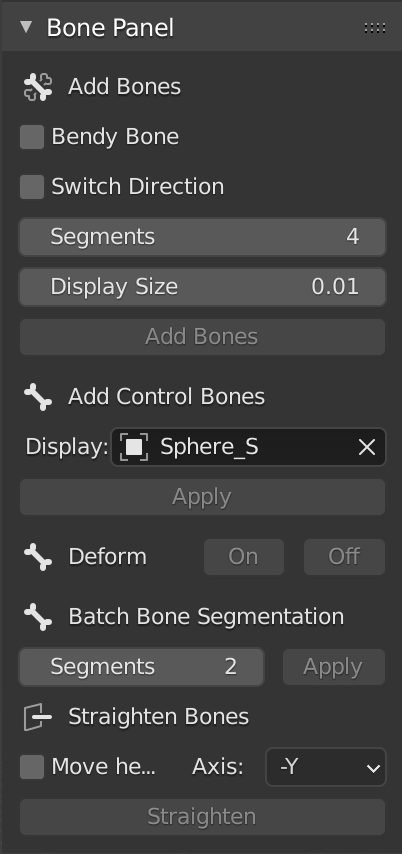 Bone Panel
Add Bones
Bendy Bone
Switch Direction
Segments 4
Display Size 0.01
Add Bones
Add Control Bones
Display: Sphere_S
Apply
Deform On Off
Batch Bone Segmentation
Segments 2 Apply
Straighten Bones
Move he... Axis: -Y
Straighten